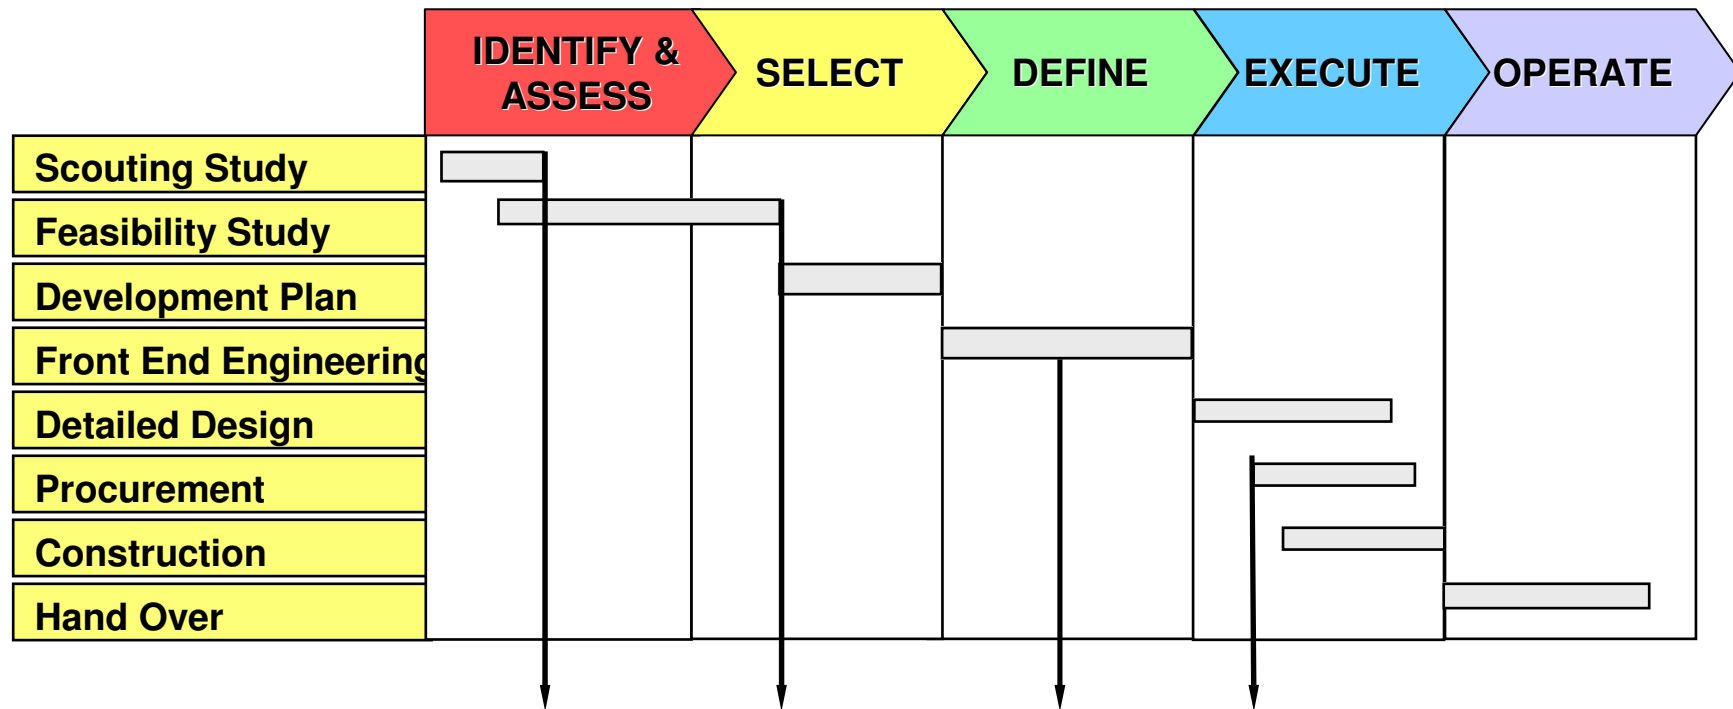 IDENTIFY &
ASSESS
SELECT
DEFINE
EXECUTE
OPERATE
Scouting Study
Feasibility Study
Development Plan
Front End Engineering
Detailed Design
Procurement
Construction
Hand Over